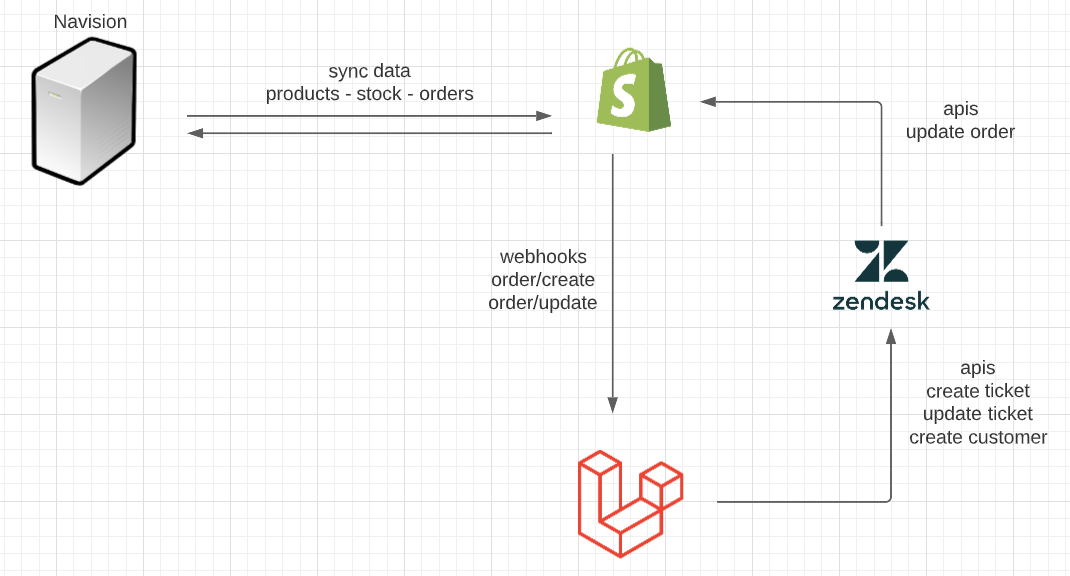 Navision
sync data
products - stock - orders
S
apis
update order
webhooks
order/create
order/update
zendesk
apis
create ticket
update ticket
create customer